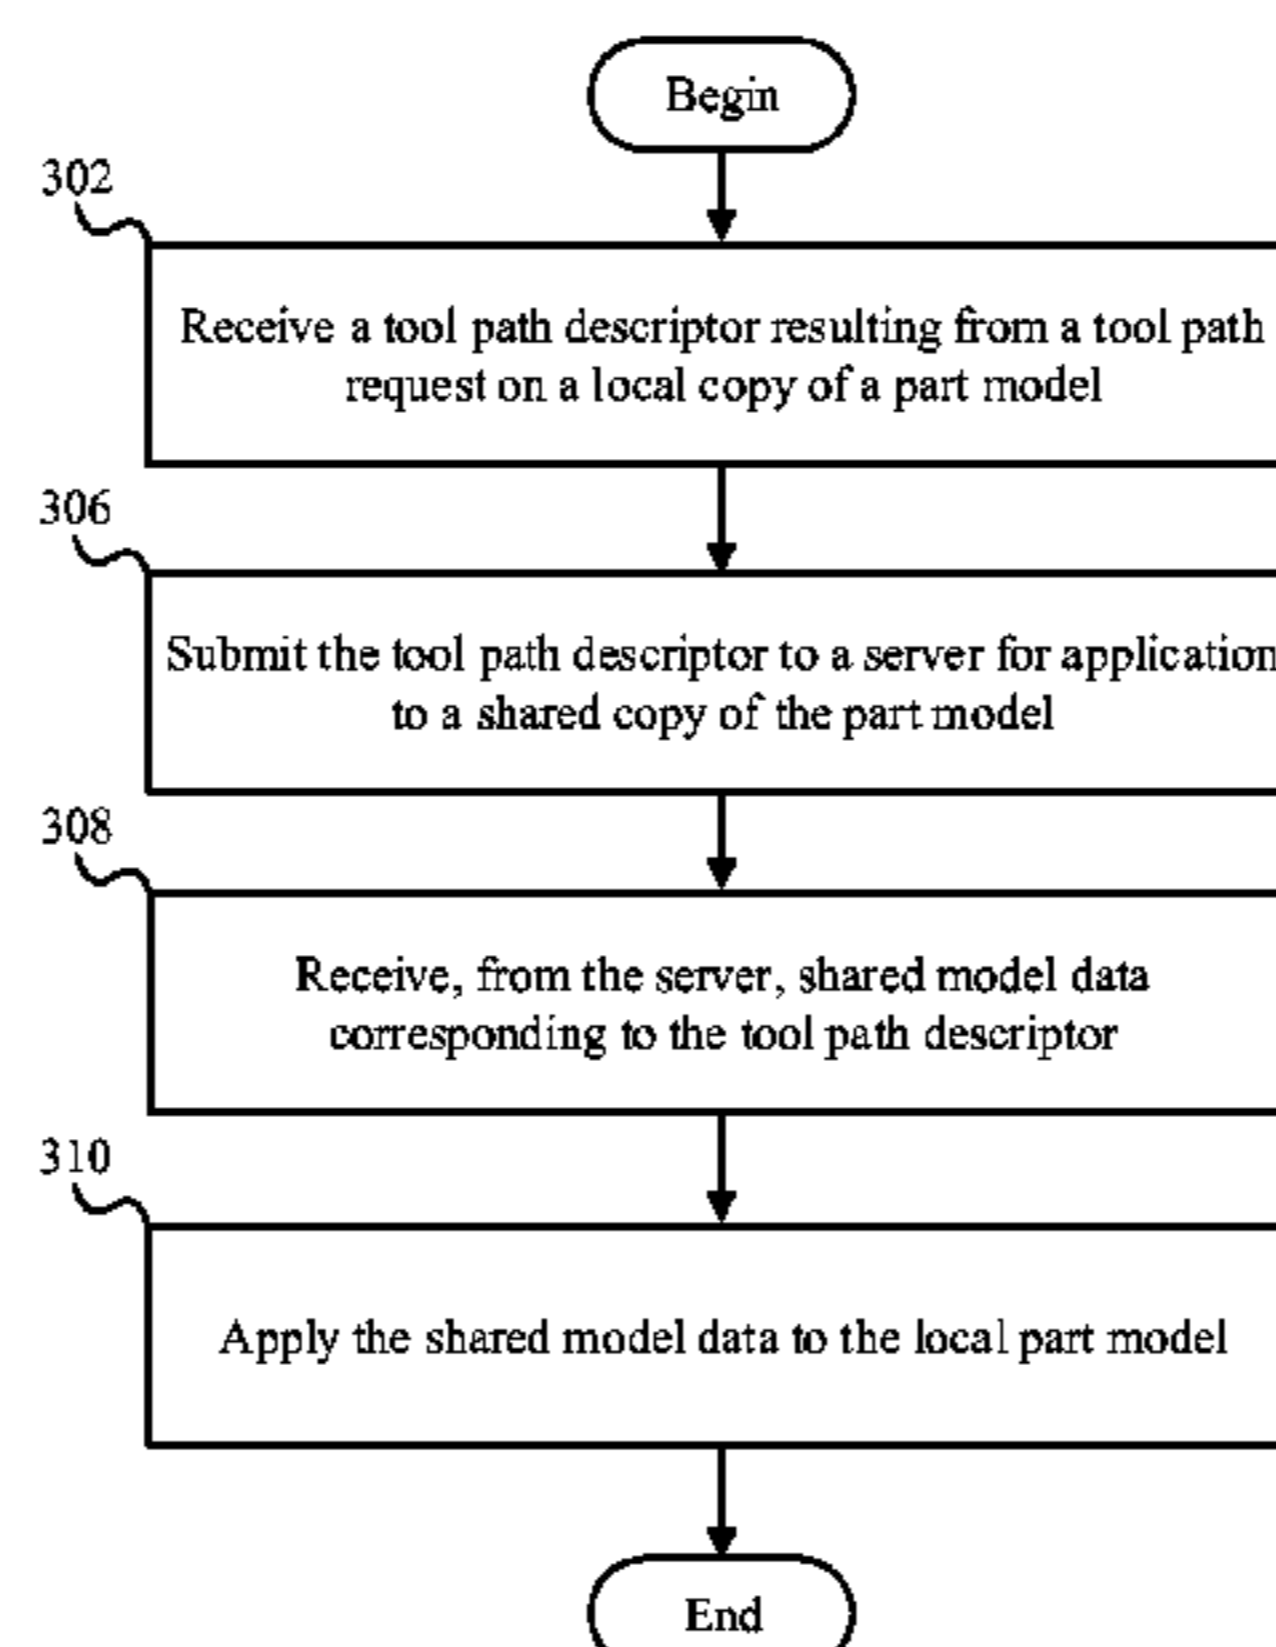 Begin
302
Receive a tool path descriptor resulting from a tool path
request on a local copy of a part model
306
Submit the tool path descriptor to a server for application
to a shared copy of the part model
308
Receive, from the server, shared model data
corresponding to the tool path descriptor
310
Apply the shared model data to the local part model
End